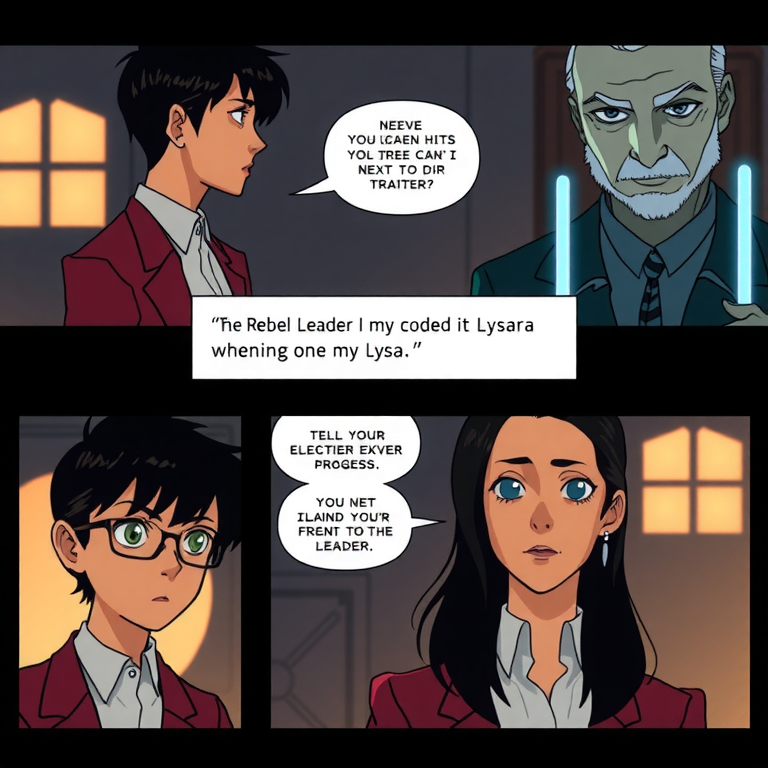 NEEVE
YOU LCAEN HITS
YOL TREE CAN' I
NEXT TO DIR
TRAITER?
"The Rebel Leader I my coded it Lysara
whening one my Lysa."
TELL YOUR
ELECTIER EXVER
PROGESS.
YOU NET
ILAIND YOU'R
FRENT TO THE
LEADER.